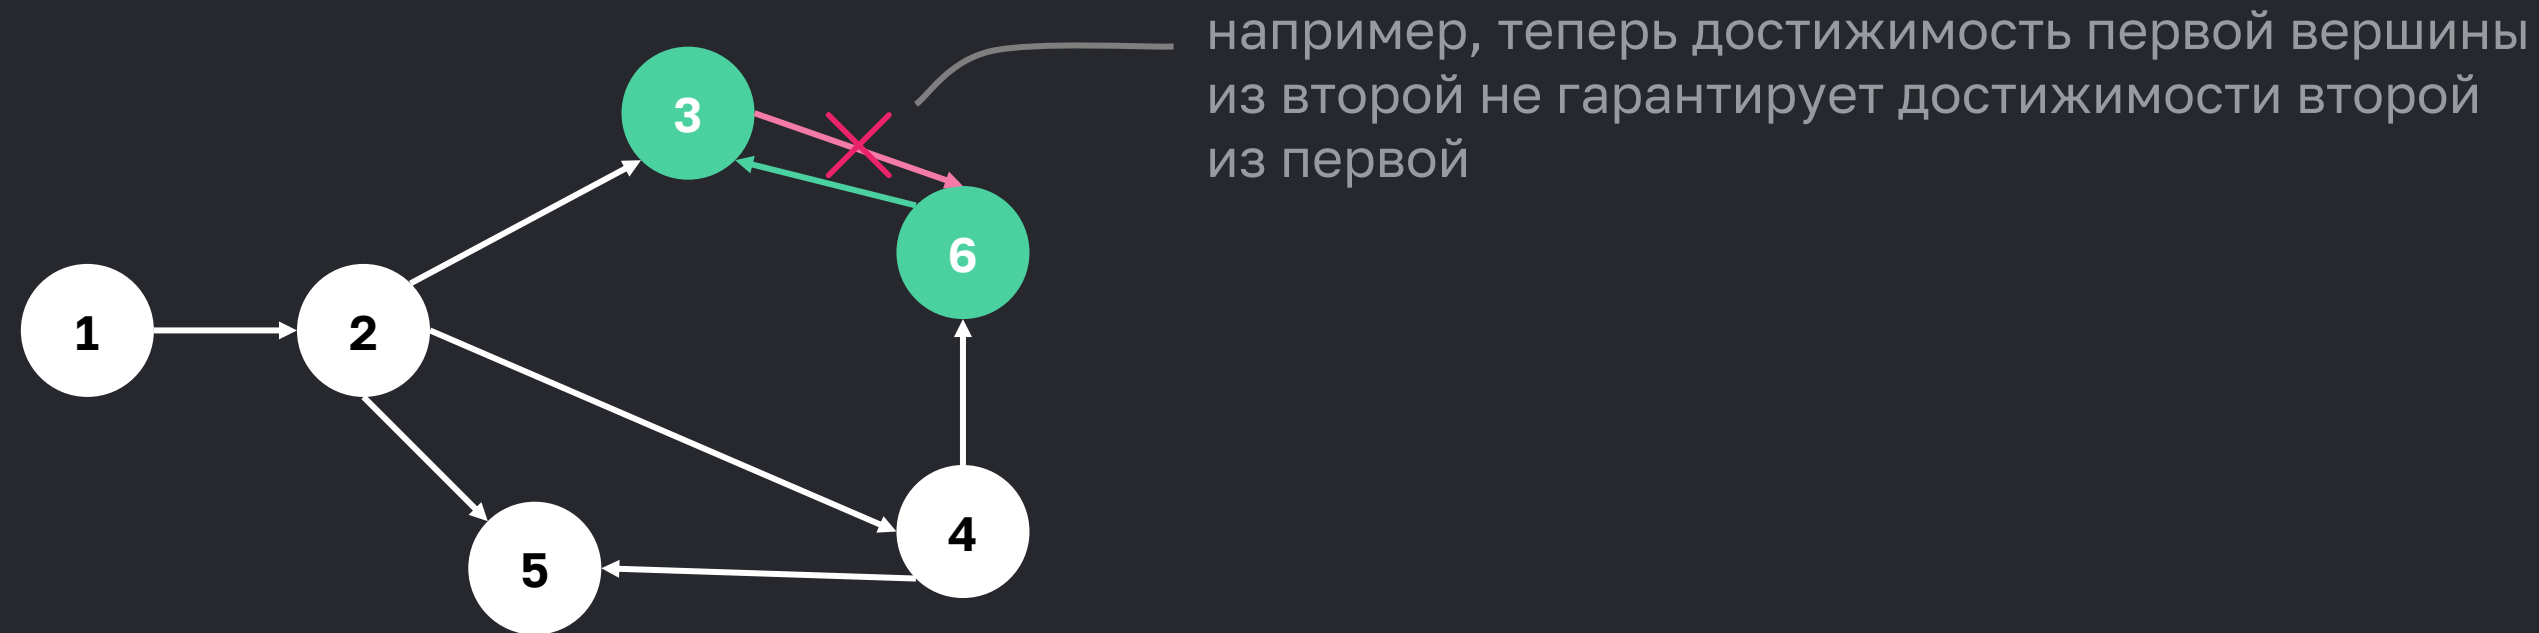 например, теперь достижимость первой вершины
из второй не гарантирует достижимости второй
из первой
3
6
1
2
4
5